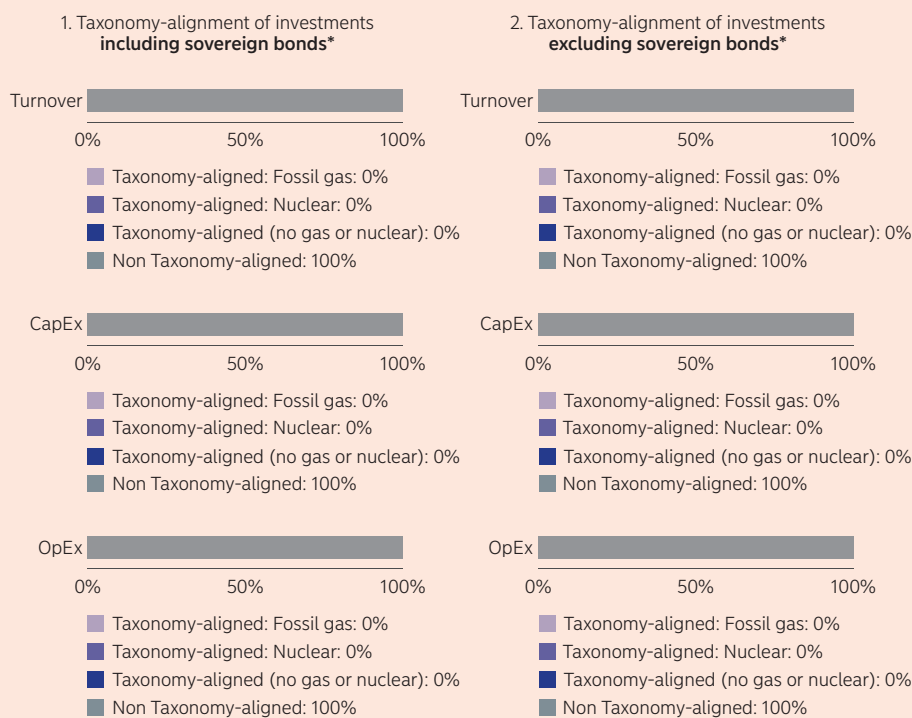 1. Taxonomy-alignment of investments
including sovereign bonds*
Turnover
0% 50% 100%
Taxonomy-aligned: Fossil gas: 0%
Taxonomy-aligned: Nuclear: 0%
Taxonomy-aligned (no gas or nuclear): 0%
Non Taxonomy-aligned: 100%
CapEx
0% 50% 100%
Taxonomy-aligned: Fossil gas: 0%
Taxonomy-aligned: Nuclear: 0%
Taxonomy-aligned (no gas or nuclear): 0%
Non Taxonomy-aligned: 100%
OpEx
0% 50% 100%
Taxonomy-aligned: Fossil gas: 0%
Taxonomy-aligned: Nuclear: 0%
Taxonomy-aligned (no gas or nuclear): 0%
Non Taxonomy-aligned: 100%
2. Taxonomy-alignment of investments
excluding sovereign bonds*
Turnover
0% 50% 100%
Taxonomy-aligned: Fossil gas: 0%
Taxonomy-aligned: Nuclear: 0%
Taxonomy-aligned (no gas or nuclear): 0%
Non Taxonomy-aligned: 100%
CapEx
0% 50% 100%
Taxonomy-aligned: Fossil gas: 0%
Taxonomy-aligned: Nuclear: 0%
Taxonomy-aligned (no gas or nuclear): 0%
Non Taxonomy-aligned: 100%
OpEx
0% 50% 100%
Taxonomy-aligned: Fossil gas: 0%
Taxonomy-aligned: Nuclear: 0%
Taxonomy-aligned (no gas or nuclear): 0%
Non Taxonomy-aligned: 100%